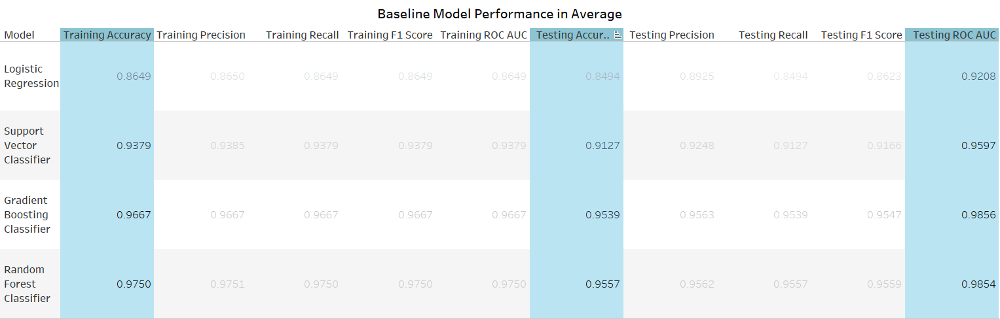 Baseline Model Performance in Average
Model Training Accuracy Training Precision Training Recall Training F1 Score Training ROC AUC Testing Accur.. Testing Precision Testing Recall Testing F1 Score Testing ROC AUC
Logistic
Regression 0.8649 0.8650 0.8649 0.8649 0.8649 0.8494 0.8925 0.8494 0.8623 0.9208
Support
Vector 0.9379 0.9385 0.9379 0.9379 0.9379 0.9127 0.9248 0.9127 0.9166 0.9597
Classifier
Gradient
Boosting 0.9667 0.9667 0.9667 0.9667 0.9667 0.9539 0.9563 0.9539 0.9547 0.9856
Classifier
Random
Forest 0.9750 0.9751 0.9750 0.9750 0.9750 0.9557 0.9562 0.9557 0.9559 0.9854
Classifier